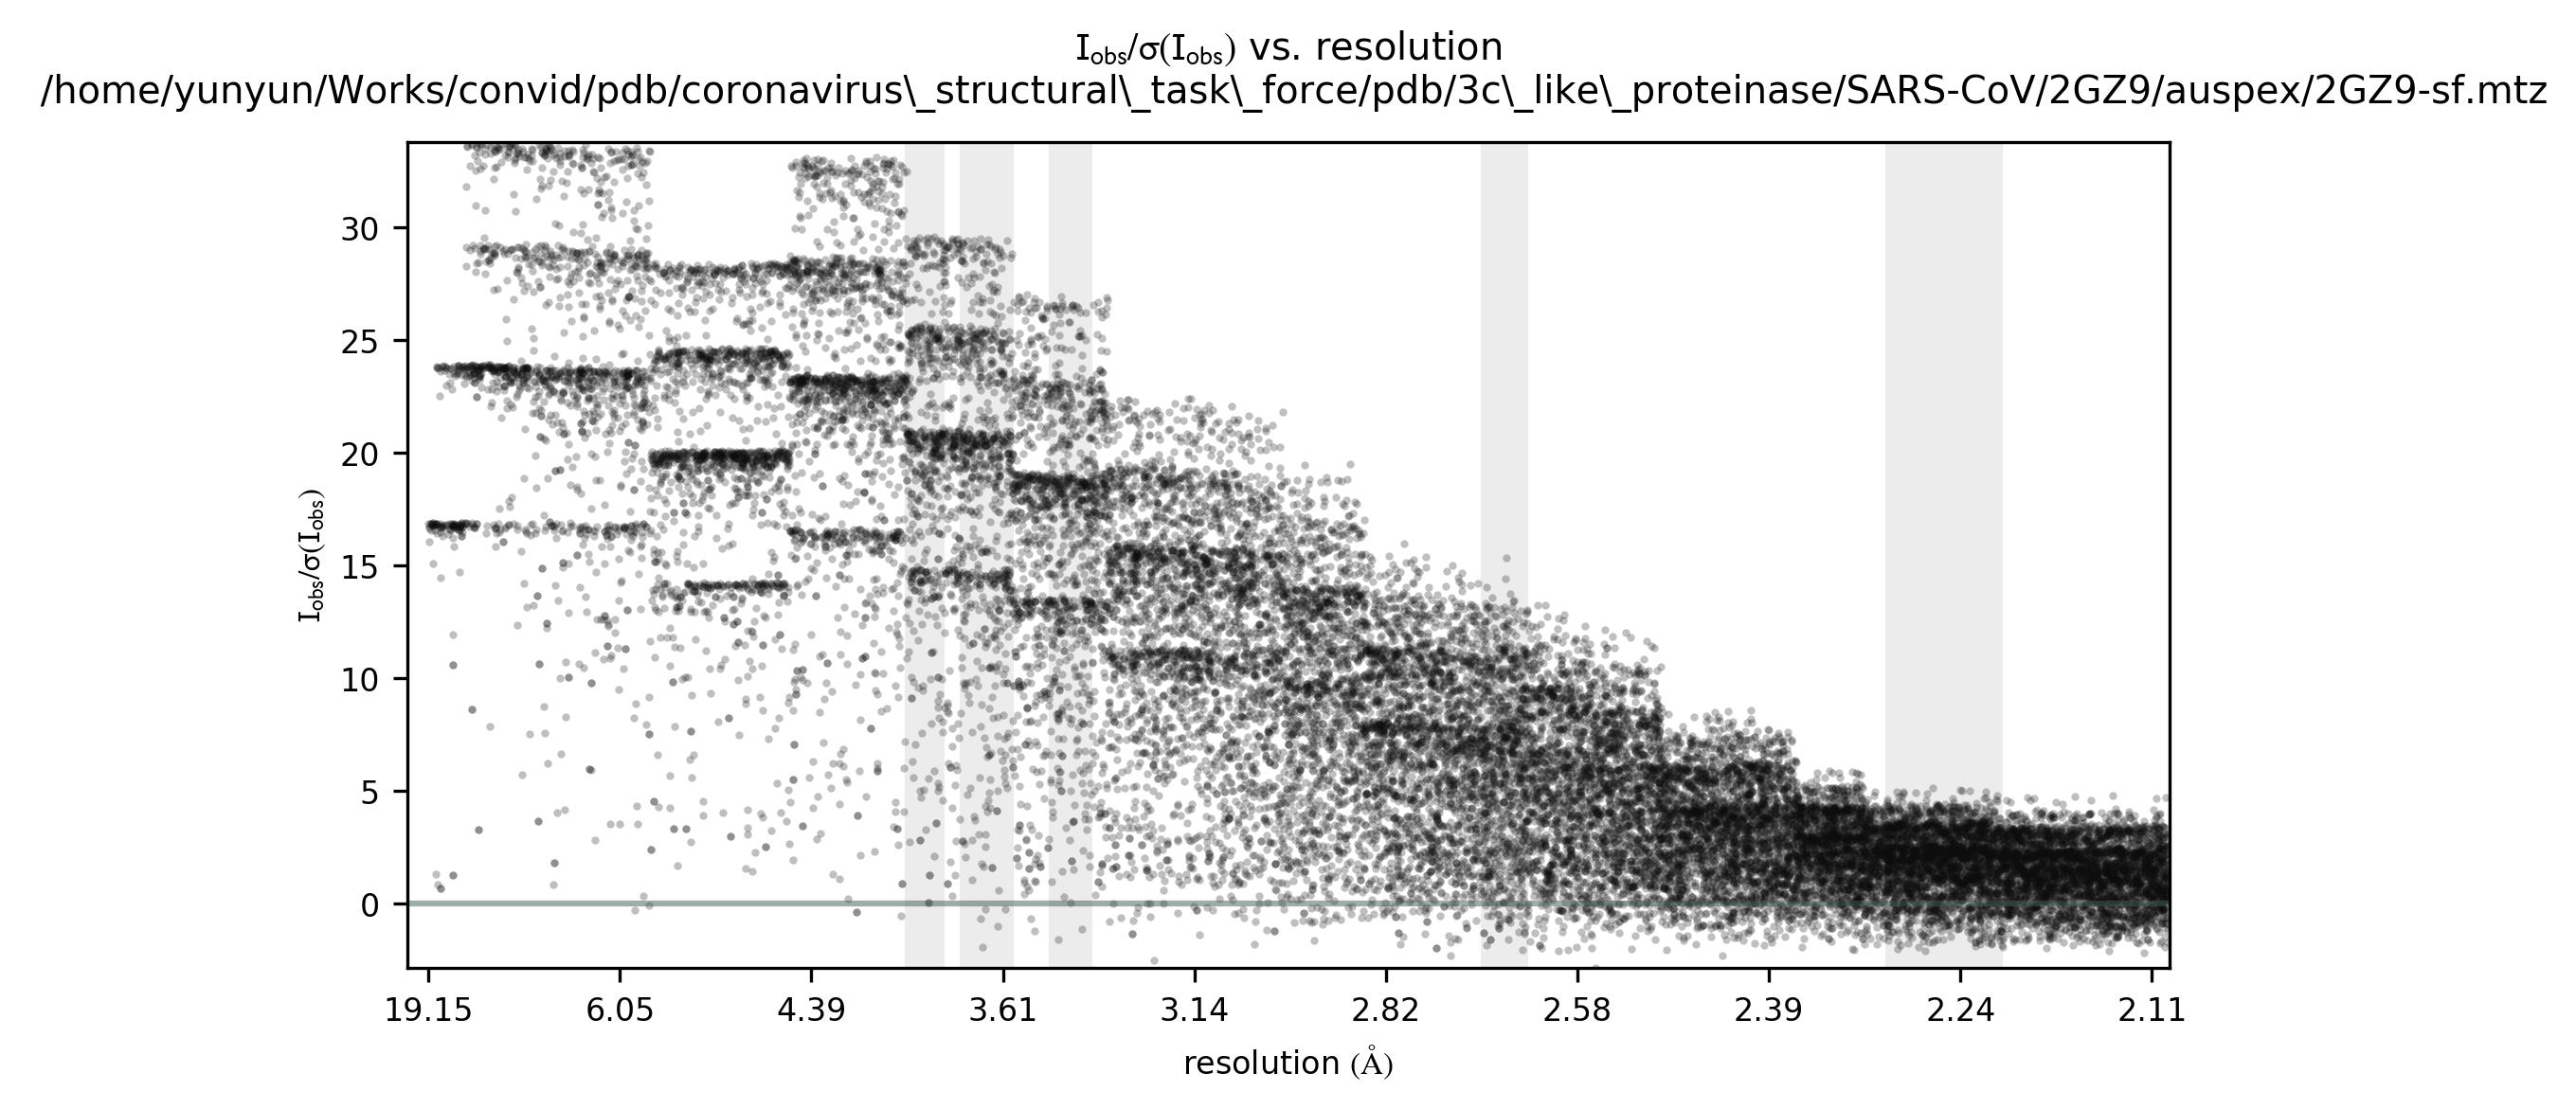 Iobs/σ(Iobs) vs. resolution
/home/yunyun/Works/convid/pdb/coronavirus\_structural\_task\_force/pdb/3c\_like\_proteinase/SARS-CoV/2GZ9/auspex/2GZ9-sf.mtz
Iobs/σ(Iobs)
30
25
20
15
10
5
0
19.15 6.05 4.39 3.61 3.14 2.82 2.58 2.39 2.24 2.11
resolution (Å)